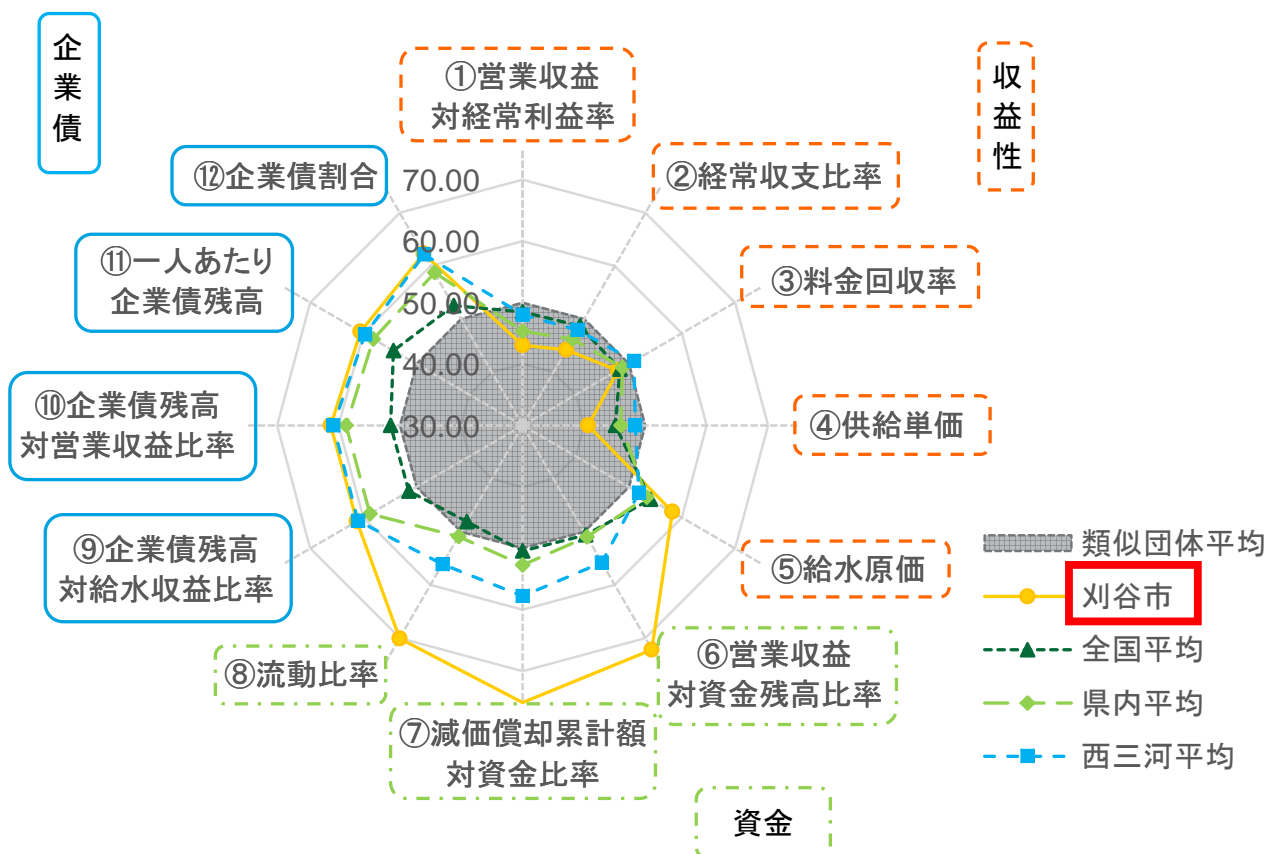 企業債
収益性
①営業収益
対経常利益率
②経常収支比率
③料金回収率
④供給単価
⑤給水原価
⑥営業収益
対資金残高比率
⑦減価償却累計額
対資金比率
⑧流動比率
⑨企業債残高
対給水収益比率
⑩企業債残高
対営業収益比率
⑪一人あたり
企業債残高
⑫企業債割合
70.00
60.00
50.00
40.00
30.00
類似団体平均
刈谷市
全国平均
県内平均
西三河平均
資金